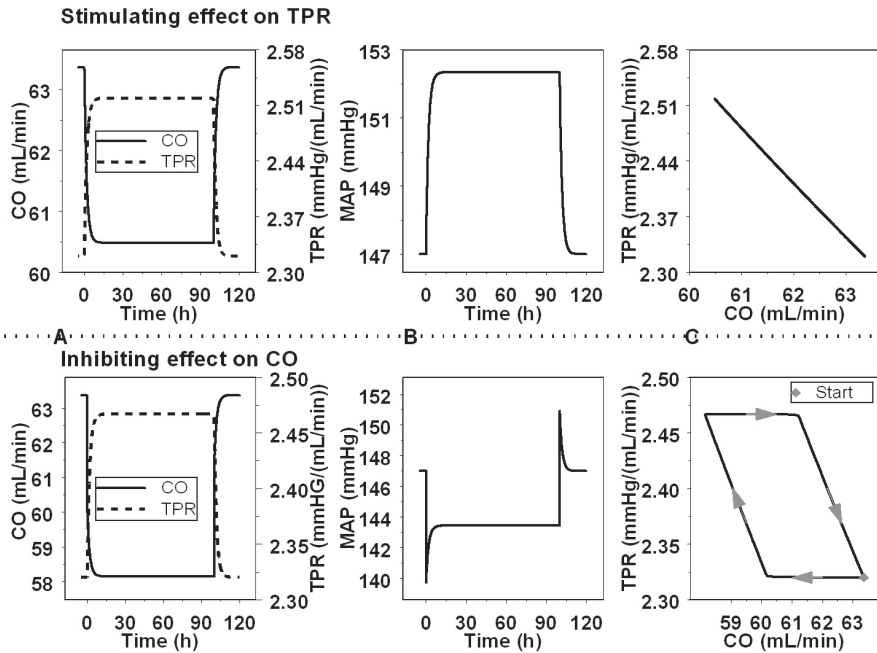 Stimulating effect on TPR
CO (mL/min)
63
62
61
60
2.58
2.51
2.44
2.37
2.30
TPR (mmHg/(mL/min))
CO
TPR
0 30 60 90 120
Time (h)
MAP (mmHg)
153
151
149
147
0 30 60 90 120
Time (h)
TPR (mmHg/(mL/min))
2.58
2.51
2.44
2.37
2.30
60 61 62 63
CO (mL/min)
A B C
Inhibiting effect on CO
CO (mL/min)
63
62
61
60
59
58
2.50
2.45
2.40
2.35
2.30
TPR (mmHG/(mL/min))
CO
TPR
0 30 60 90 120
Time (h)
MAP (mmHg)
152
150
148
146
144
142
140
0 30 60 90 120
Time (h)
TPR (mmHg/(mL/min))
2.50
2.45
2.40
2.35
2.30
Start
59 60 61 62 63
CO (mL/min)